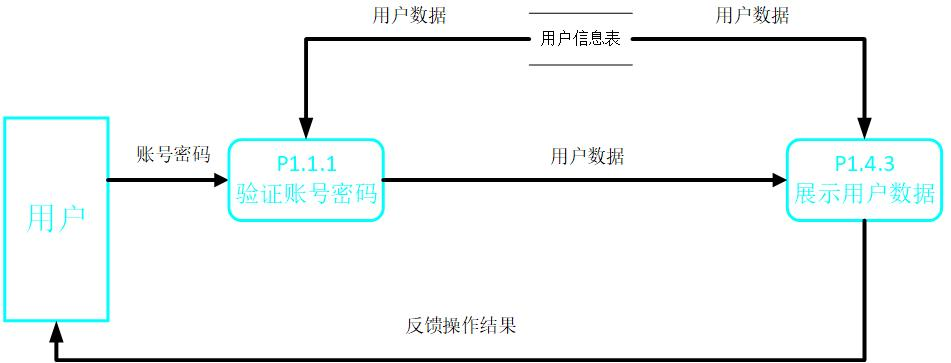 用户数据
用户数据
用户信息表
账号密码
P1.1.1
验证账号密码
用户数据
P1.4.3
展示用户数据
用户
反馈操作结果